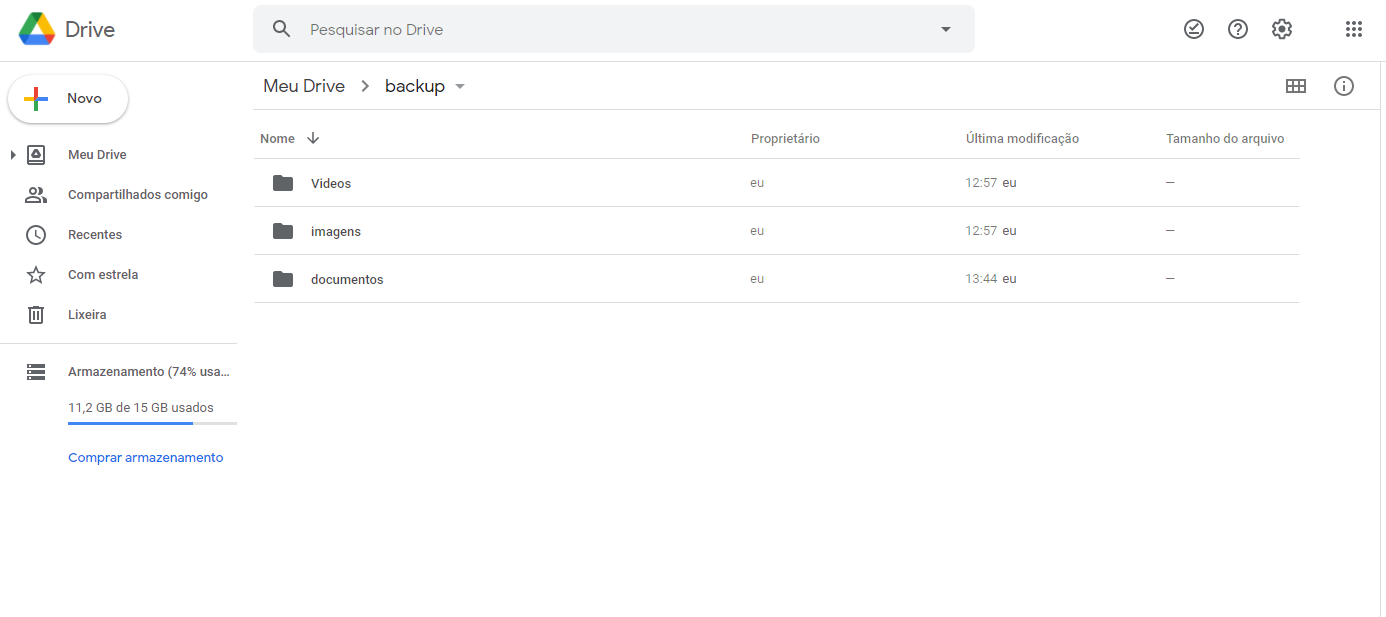 Drive
Pesquisar no Drive
Novo
Meu Drive
Compartilhados comigo
Recentes
Com estrela
Lixeira
Armazenamento (74% usa...
11,2 GB de 15 GB usados
Comprar armazenamento
Meu Drive backup
Nome Proprietário Última modificação Tamanho do arquivo
Videos eu 12:57 eu —
imagens eu 12:57 eu —
documentos eu 13:44 eu —